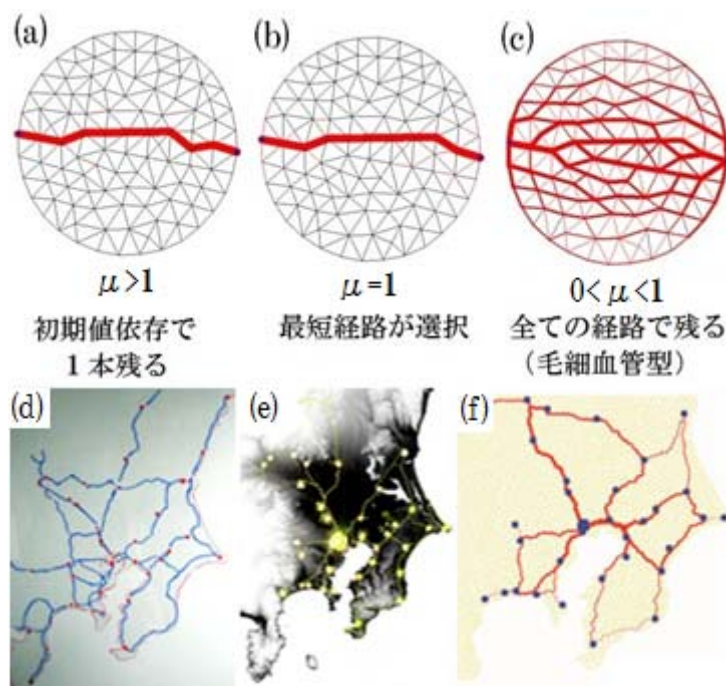 (a)
(b)
(c)
μ>1
μ=1
0<μ<1
初期値依存で
1本残る
最短経路が選択
全ての経路で残る
(毛細血管型)
(d)
(e)
(f)